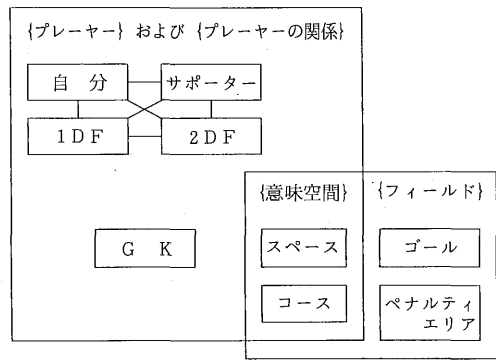 {プレーヤー} および {プレーヤーの関係}
自 分
サポーター
1DF
2DF
{意味空間}
{フィールド}
G K
スペース
ゴール
コース
ペナルティ
エリア